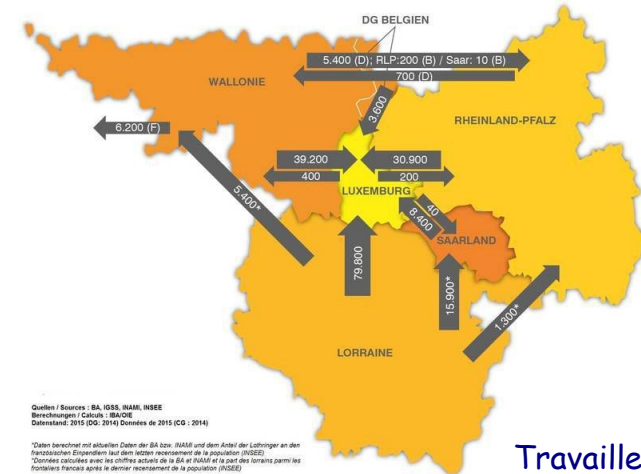 DG BELGIEN
5.400 (D); RLP:200 (B) / Saar: 10 (B)
700 (D)
WALLONIE
3.600
RHEINLAND-PFALZ
6.200 (F)
39.200
30.900
400
200
LUXEMBURG
5.400*
40
8.400
SAARLAND
79.800
15.900*
1.300*
LORRAINE
Quellen / Sources : BA, IGSS, INAMI, INSEE
Berechnungen / Calculs : IBA/OIE
Datenstand: 2015 (DG: 2014) Données de 2015 (CG : 2014)
*Daten berechnet mit aktuellen Daten der BA bzw. INAMI und dem Anteil der Lothringer an den
französischen Einpendlern laut dem letzten recensement de la population (INSEE)
*Données calculées avec les chiffres actuels de la BA et INAMI et la part des lorrains parmi les
frontaliers français après le dernier recensement de la population (INSEE)
Travaille